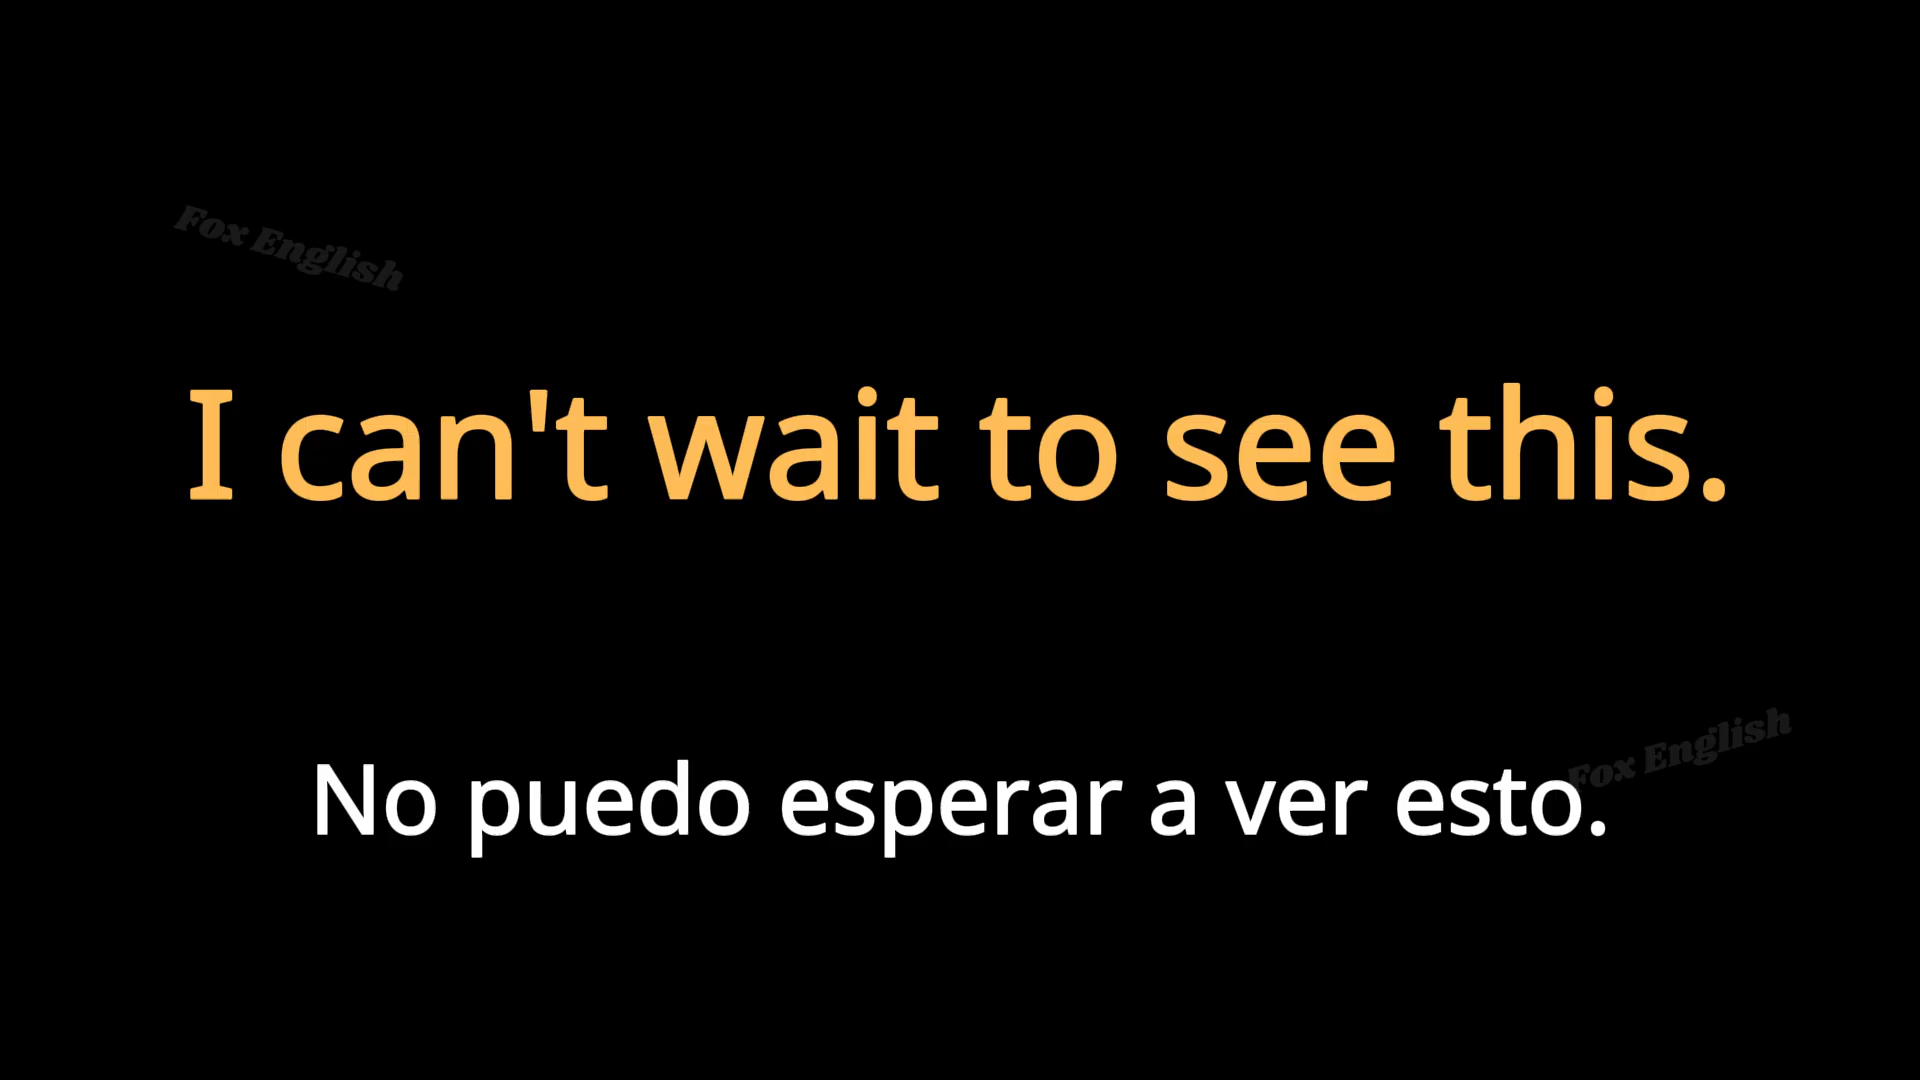 Fox English
I can't wait to see this.
Fox English
No puedo esperar a ver esto.